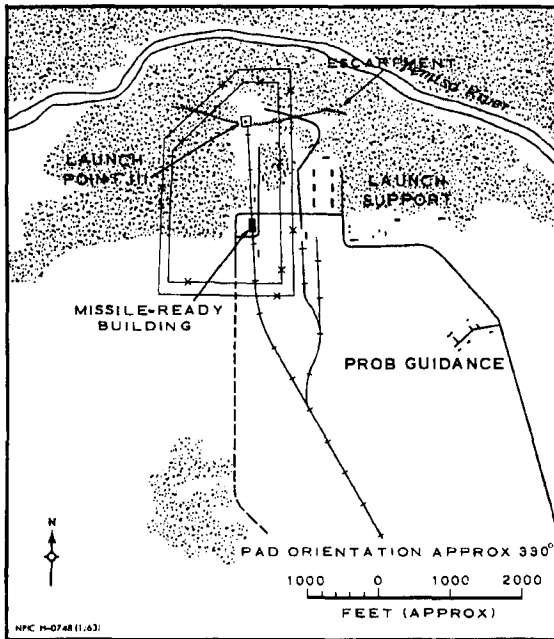 ESCARPMENT
River
LAUNCH
POINT III
LAUNCH
SUPPORT
MISSILE-READY
BUILDING
PROB GUIDANCE
N
PAD ORIENTATION APPROX 330°
1000 0 1000 2000
FEET (APPROX)
NPIC H-0748 (1/63)